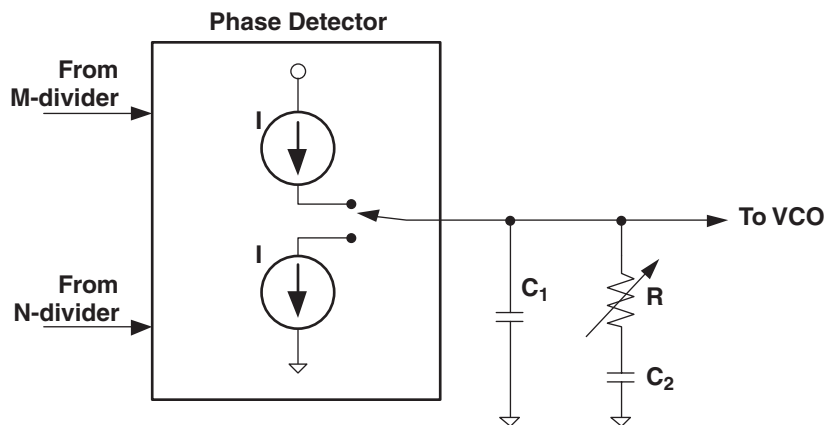 Phase Detector
From
M-divider
I
I
From
N-divider
To VCO
C₁
R
C₂